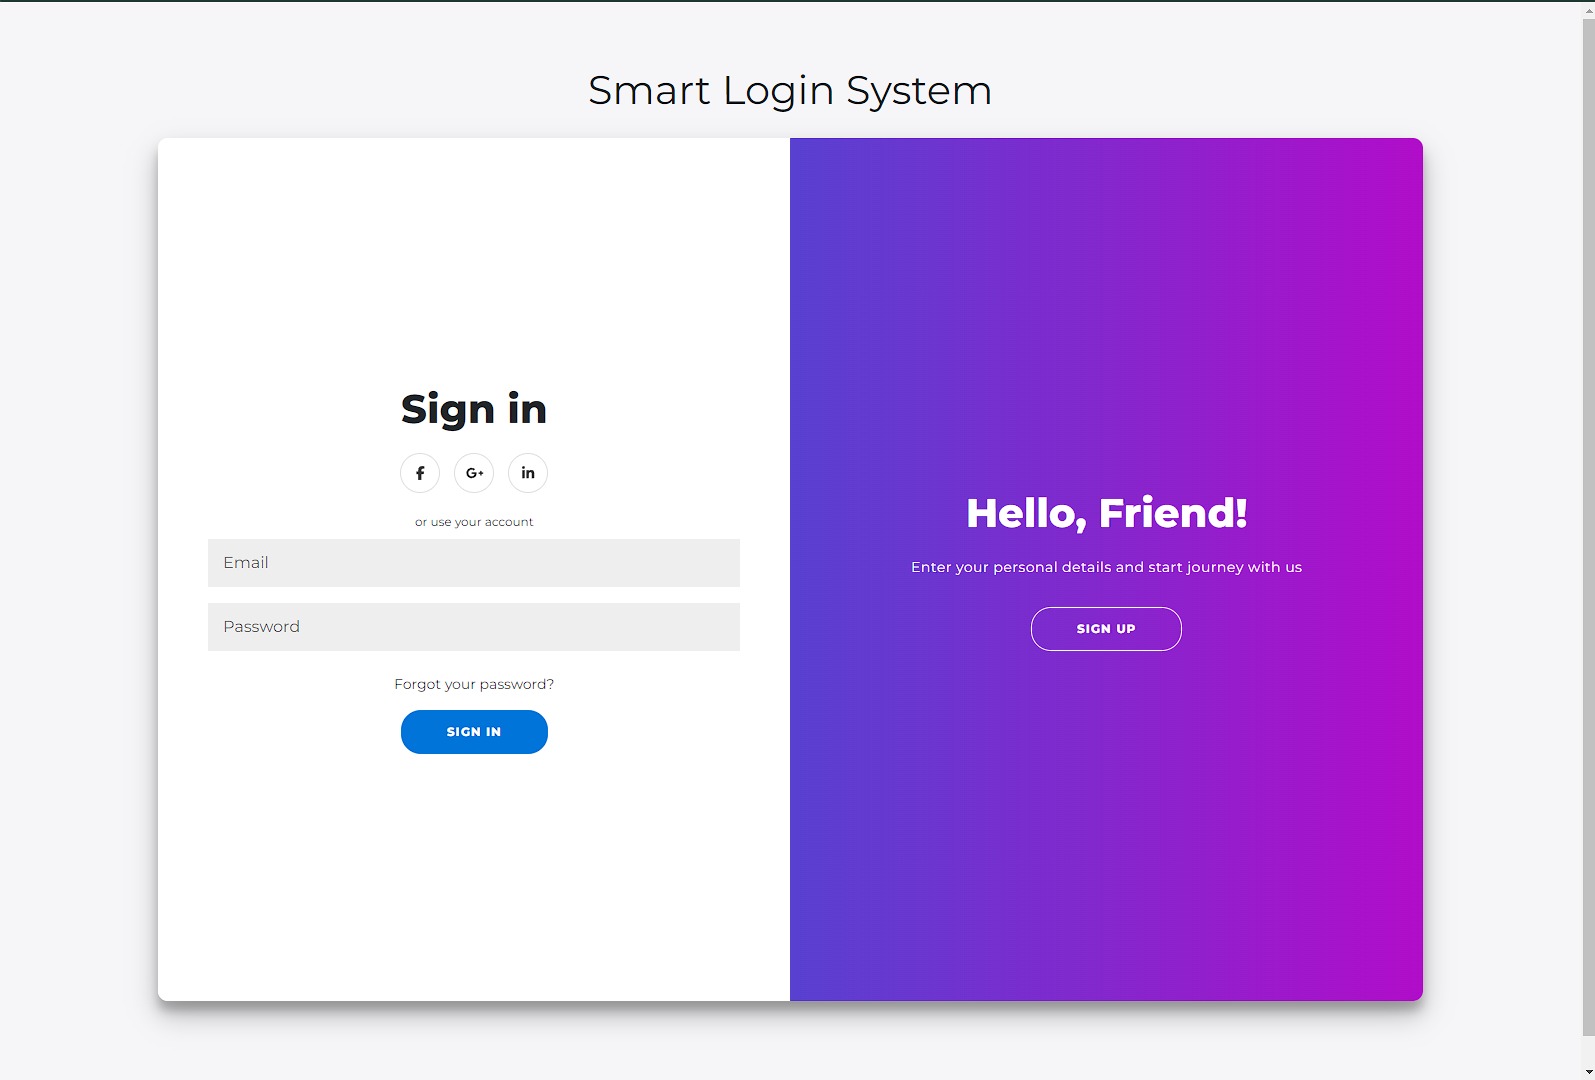 Smart Login System
Sign in
f G+ in
or use your account
Email
Password
Forgot your password?
SIGN IN
Hello, Friend!
Enter your personal details and start journey with us
SIGN UP